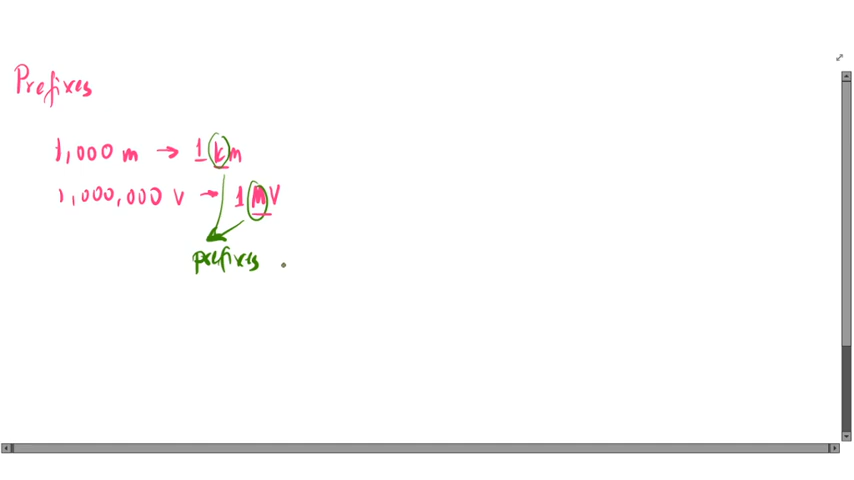 Prefixes
1,000 m → 1 km
1,000,000 V → 1 MV
prefixes